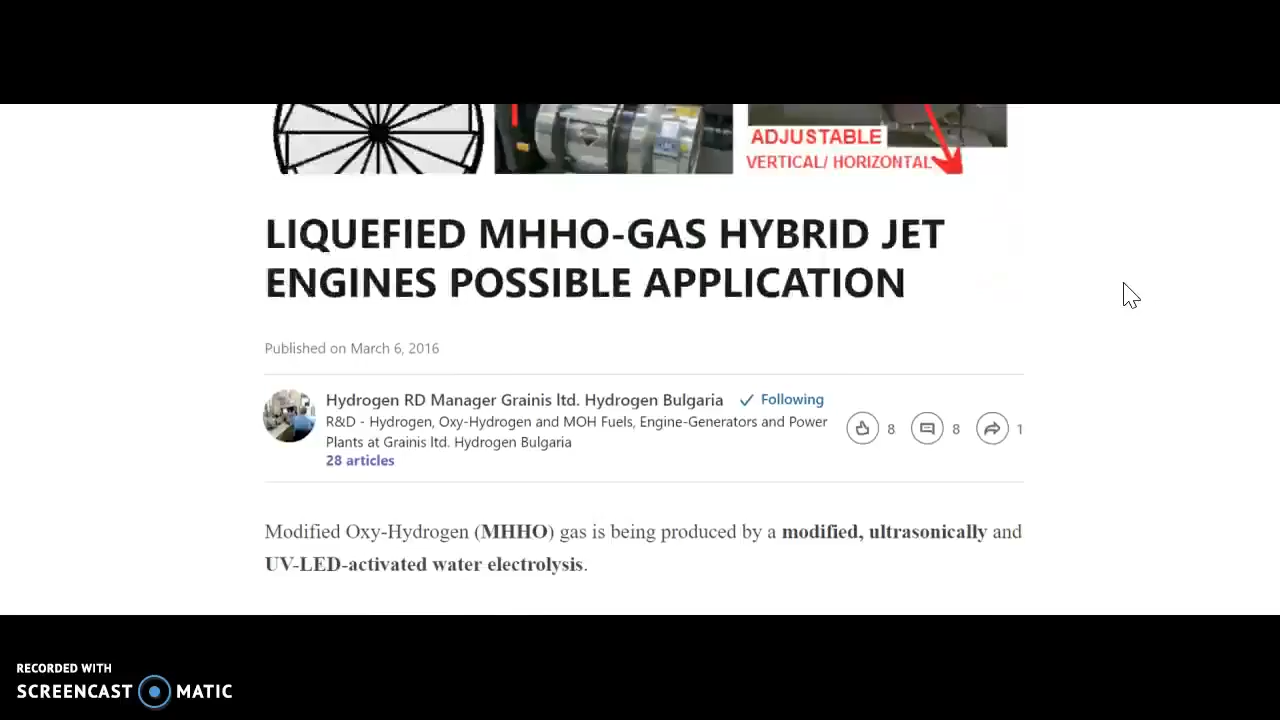 ADJUSTABLE
VERTICAL/ HORIZONTAL
LIQUEFIED MHHO-GAS HYBRID JET
ENGINES POSSIBLE APPLICATION
Published on March 6, 2016
Hydrogen RD Manager Grainis ltd. Hydrogen Bulgaria ✓ Following
R&D - Hydrogen, Oxy-Hydrogen and MOH Fuels, Engine-Generators and Power
Plants at Grainis ltd. Hydrogen Bulgaria
28 articles
8 8 1
Modified Oxy-Hydrogen (MHHO) gas is being produced by a modified, ultrasonically and
UV-LED-activated water electrolysis.
RECORDED WITH
SCREENCAST MATIC